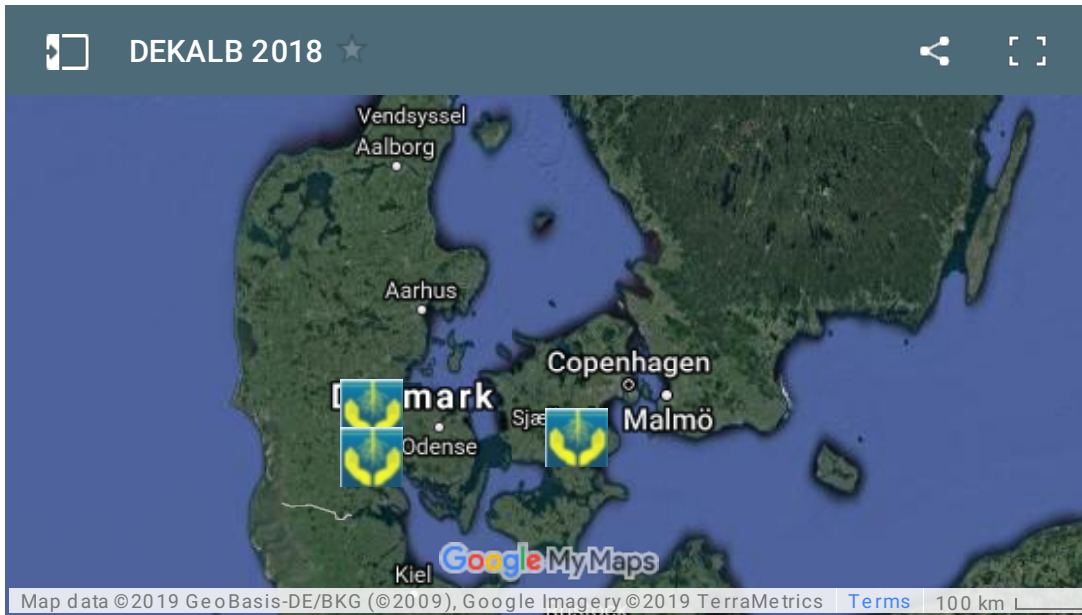 DEKALB 2018
Vendsyssel
Aalborg
Aarhus
Copenhagen
mark
Sjæ
Malmö
Odense
Google My Maps
Kiel
Map data ©2019 GeoBasis-DE/BKG (©2009), Google Imagery ©2019 TerraMetrics
Terms
100 km